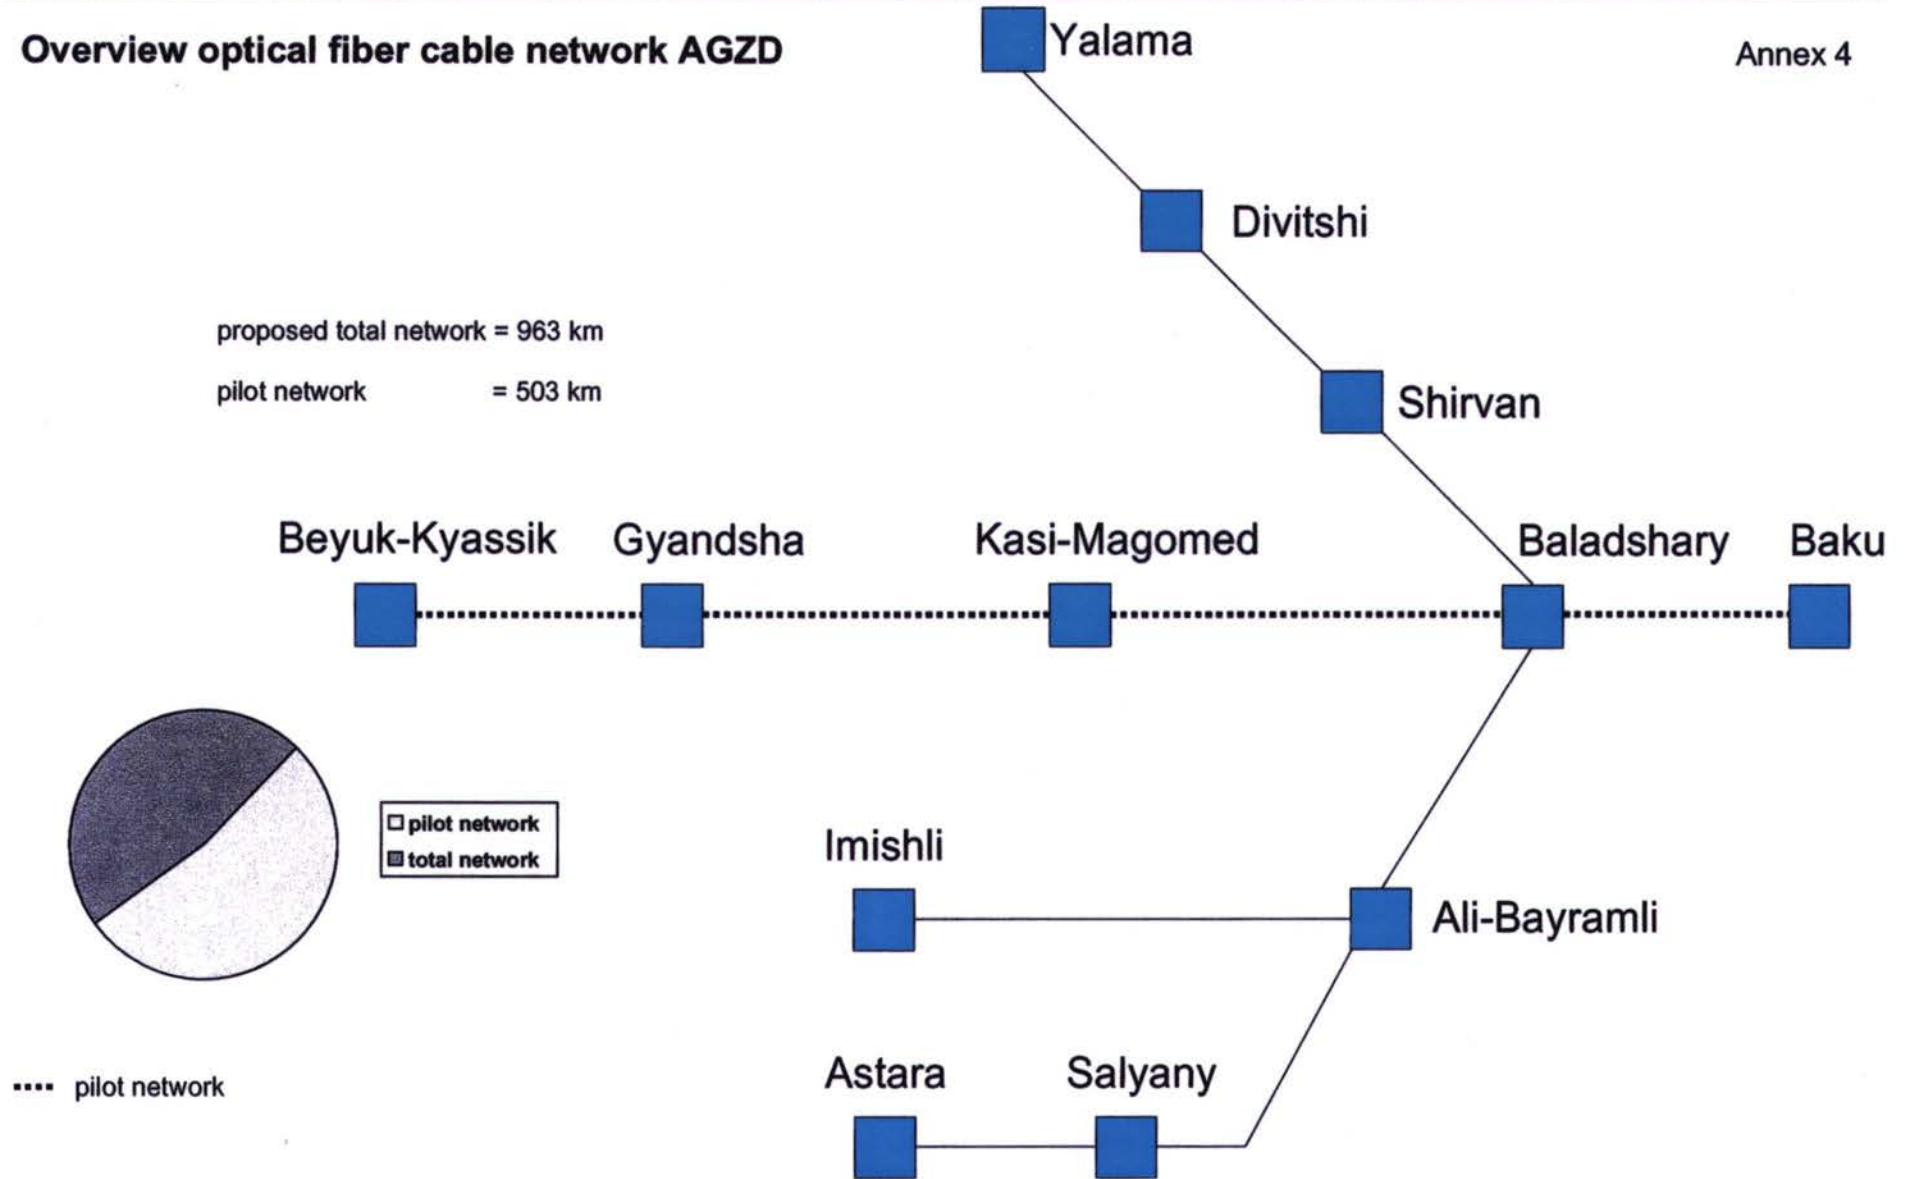 Overview optical fiber cable network AGZD
Yalama
Annex 4
Divitshi
proposed total network = 963 km
pilot network = 503 km
Shirvan
Beyuk-Kyassik
Gyandsha
Kasi-Magomed
Baladshary
Baku
pilot network
total network
Imishli
Ali-Bayramli
Astara
Salyany
pilot network